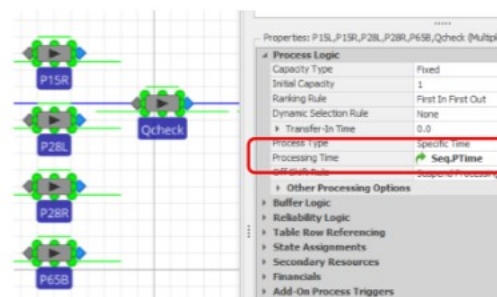 P15R
Qcheck
P28L
P28R
P65B
Properties: P15L,P15R,P28L,P28R,P65B,Qcheck (Multip
Process Logic
Capacity Type Fixed
Initial Capacity 1
Ranking Rule First In First Out
Dynamic Selection Rule None
Transfer-In Time 0.0
Process Type Specific Time
Processing Time Seq.PTime
Suspend Processing
Other Processing Options
Buffer Logic
Reliability Logic
Table Row Referencing
State Assignments
Secondary Resources
Financials
Add-On Process Triggers